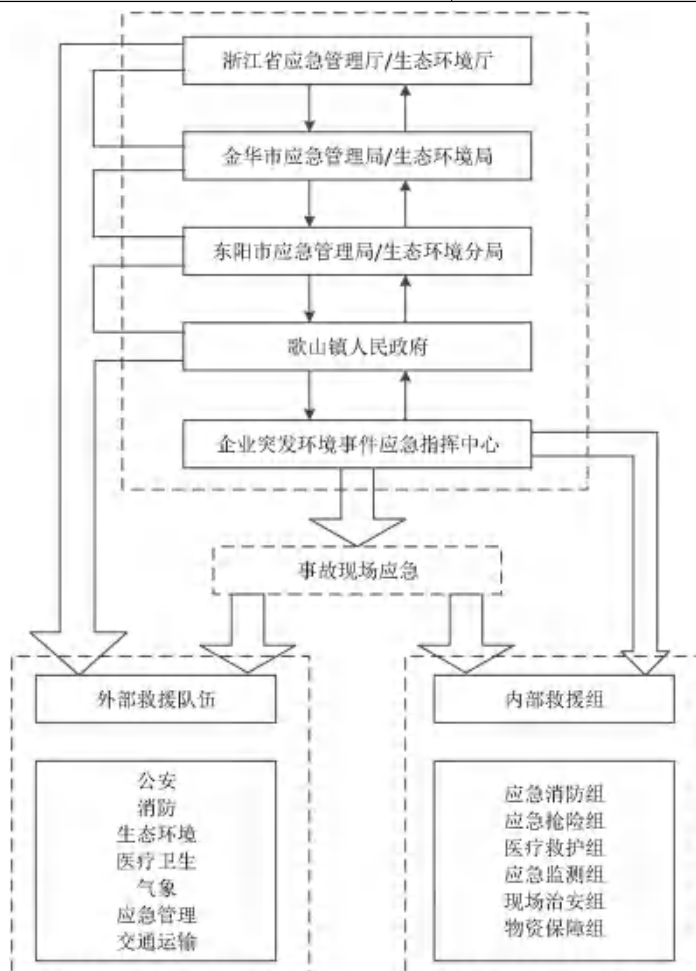 浙江省应急管理厅/生态环境厅
金华市应急管理局/生态环境局
东阳市应急管理局/生态环境分局
歌山镇人民政府
企业突发环境事件应急指挥中心
事故现场应急
外部救援队伍
公安
消防
生态环境
医疗卫生
气象
应急管理
交通运输
内部救援组
应急消防组
应急抢险组
医疗救护组
应急监测组
现场治安组
物资保障组